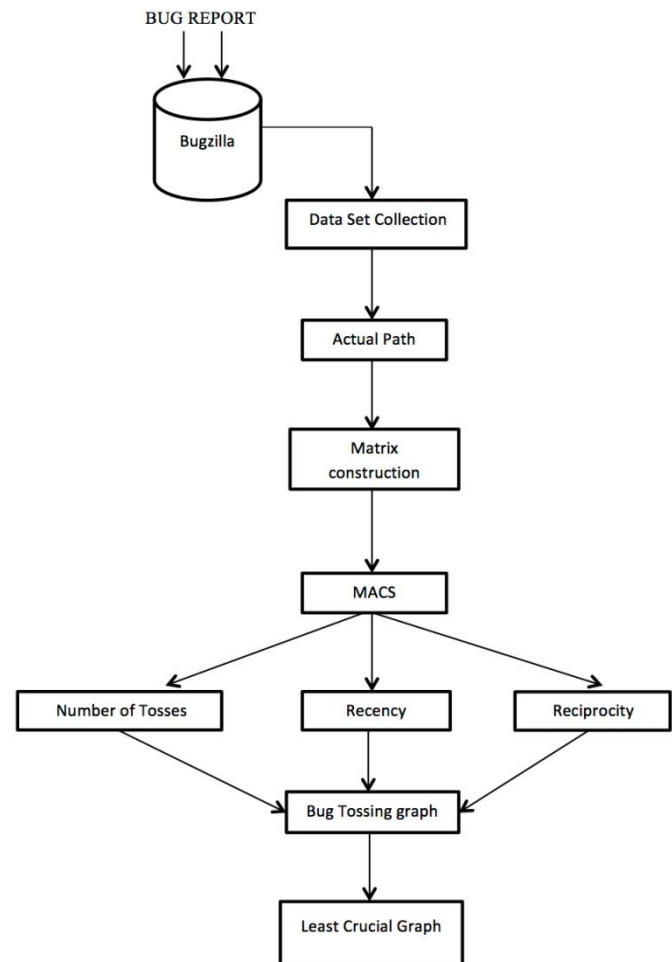 BUG REPORT
Bugzilla
Data Set Collection
Actual Path
Matrix
construction
MACS
Number of Tosses
Recency
Reciprocity
Bug Tossing graph
Least Crucial Graph